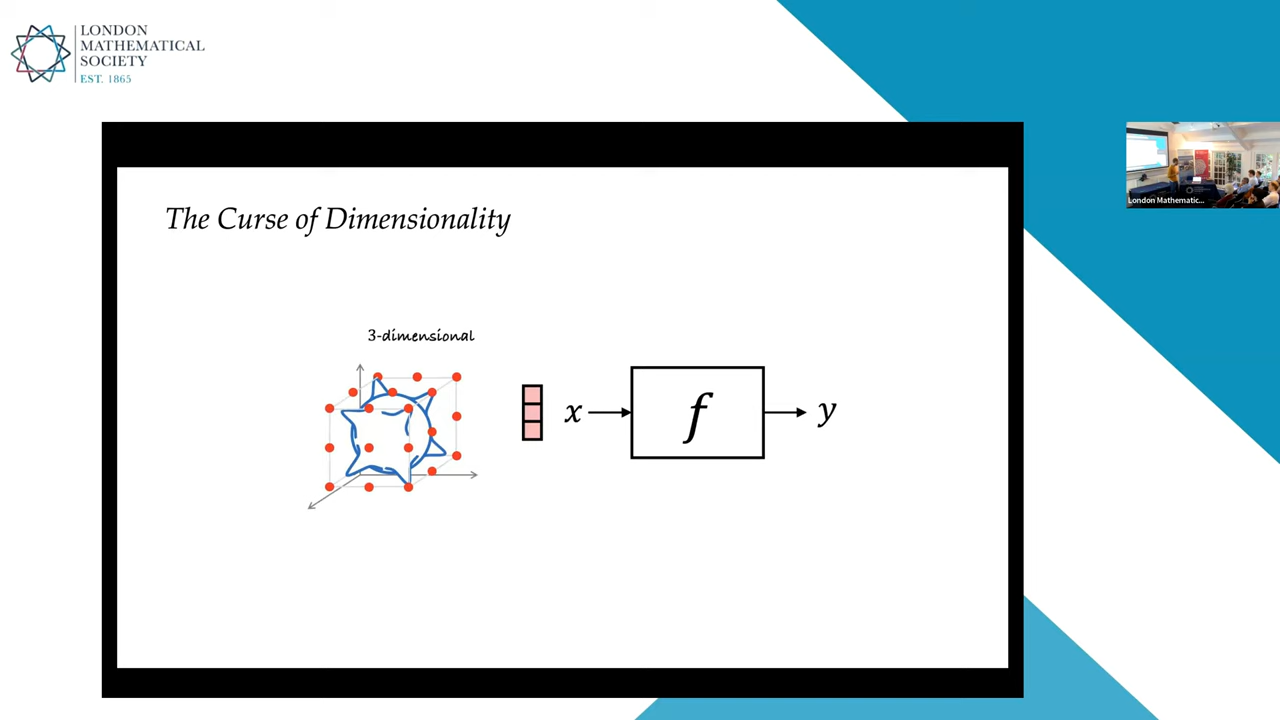 LONDON
MATHEMATICAL
SOCIETY
EST. 1865
London Mathematic...
The Curse of Dimensionality
3-dimensional
x
f
y